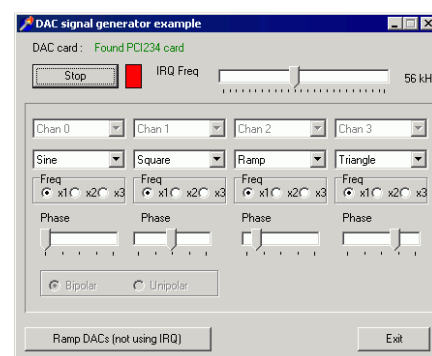 DAC signal generator example
DAC card : Found PCI234 card
Stop IRQ Freq 56 kH
Chan 0 Chan 1 Chan 2 Chan 3
Sine Square Ramp Triangle
Freq Freq Freq Freq
x1 x2 x3 x1 x2 x3 x1 x2 x3 x1 x2 x3
Phase Phase Phase Phase
Bipolar Unipolar
Ramp DACs (not using IRQ) Exit